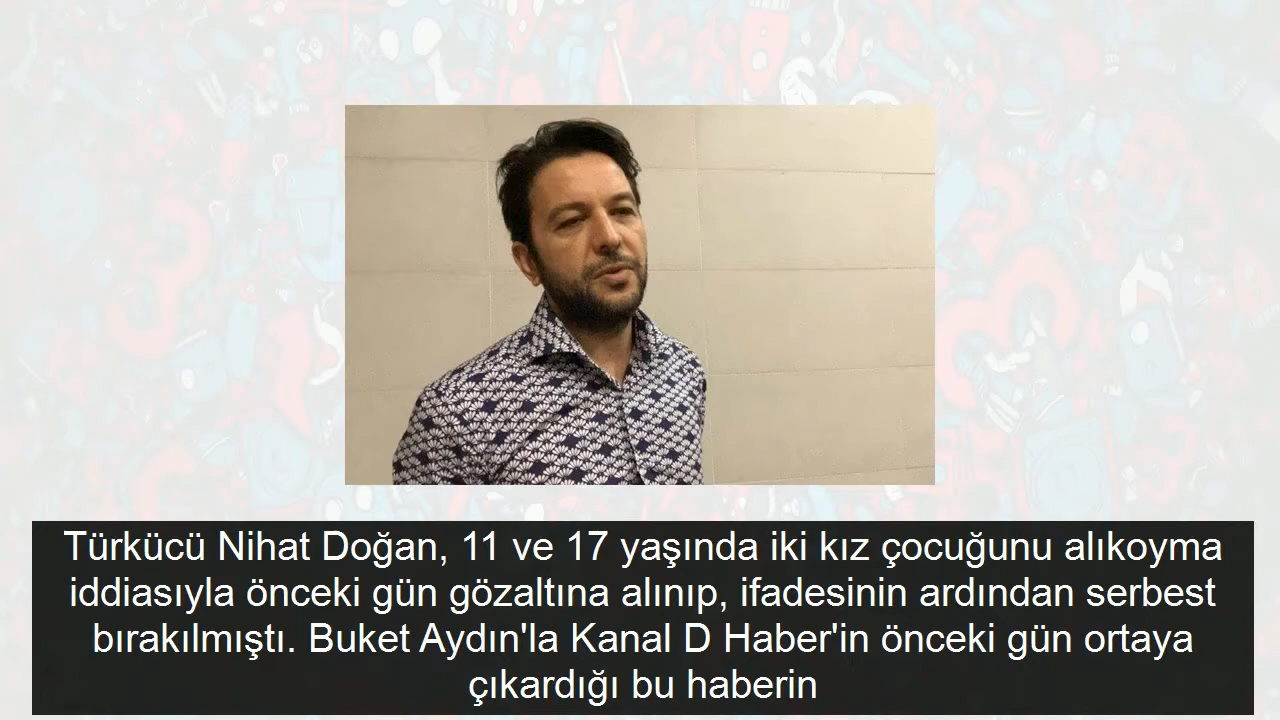 Türkücü Nihat Doğan, 11 ve 17 yaşında iki kız çocuğunu alıkoyma
iddiasıyla önceki gün gözaltına alınıp, ifadesinin ardından serbest
bırakılmıştı. Buket Aydın'la Kanal D Haber'in önceki gün ortaya
çıkardığı bu haberin